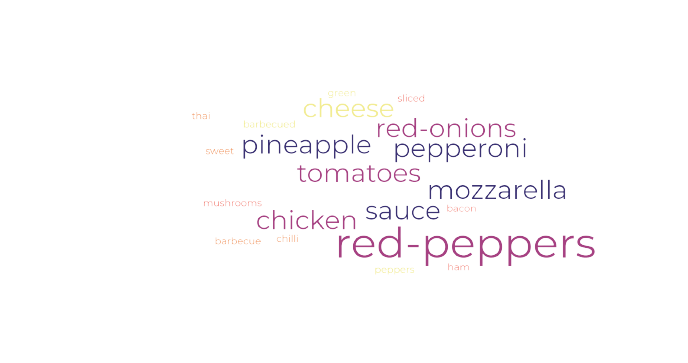 green
cheese
sliced
thai
barbecued
red-onions
sweet
pineapple
pepperoni
tomatoes
mozzarella
mushrooms
sauce
bacon
chicken
barbecue
chilli
red-peppers
peppers
ham